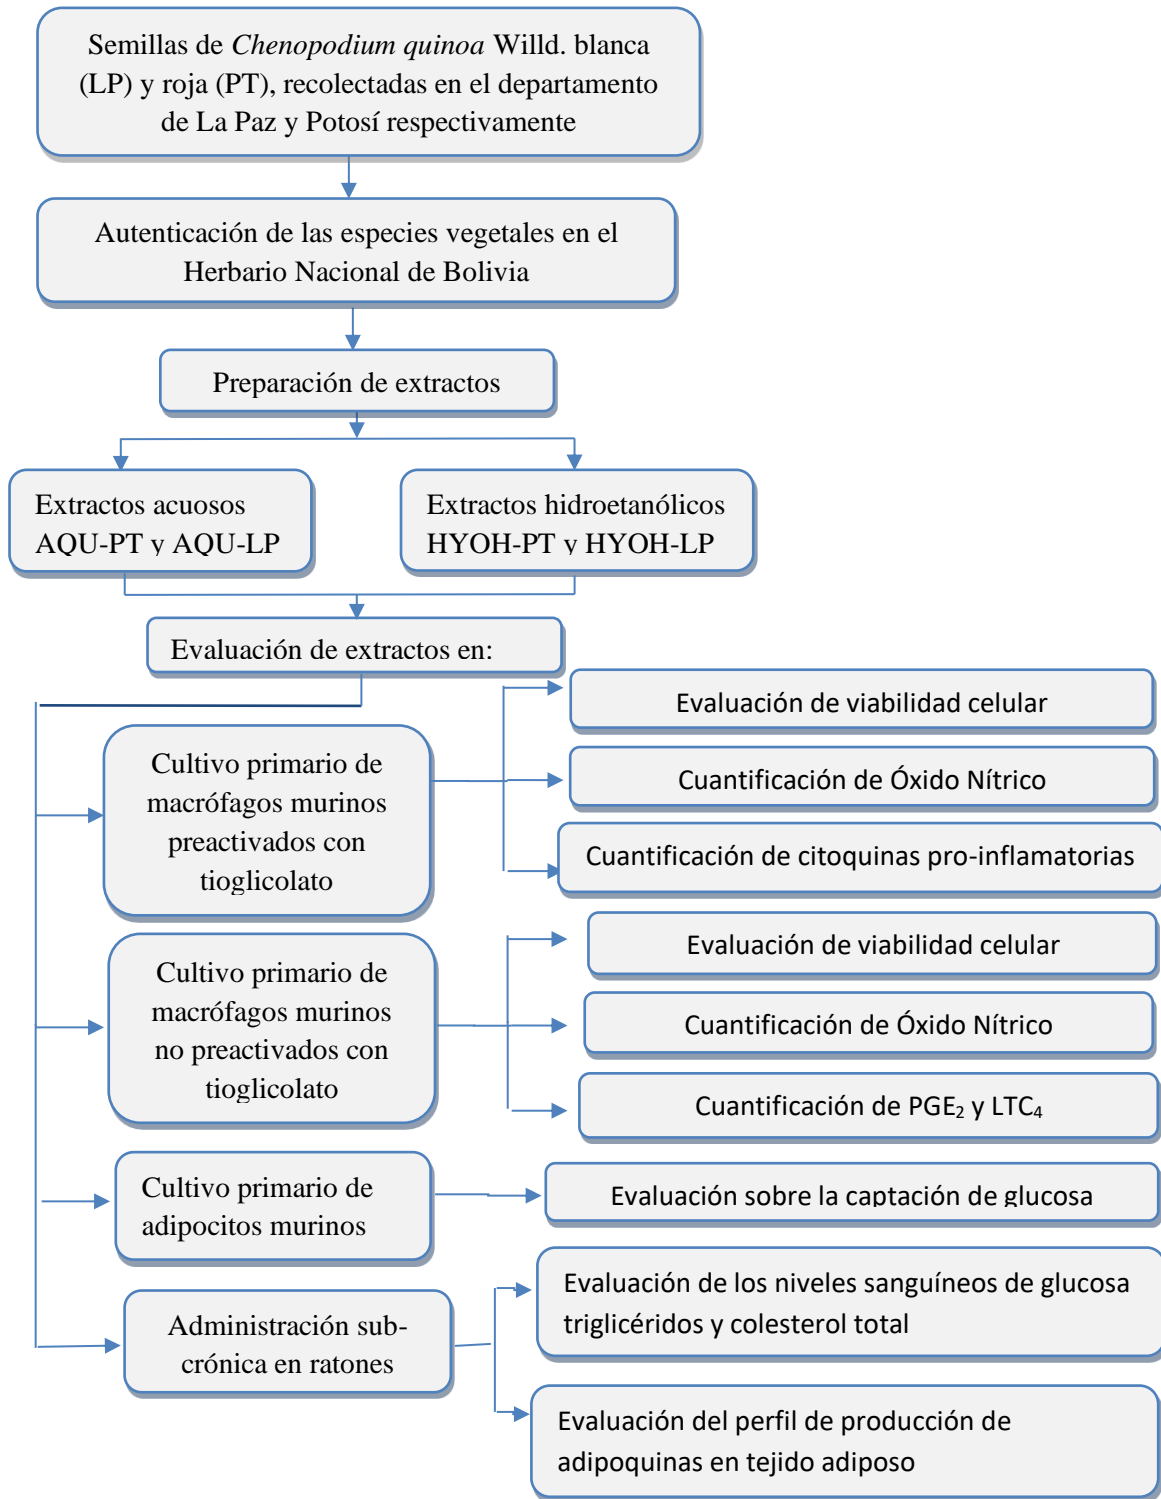 Semillas de Chenopodium quinoa Willd. blanca
(LP) y roja (PT), recolectadas en el departamento
de La Paz y Potosí respectivamente
Autenticación de las especies vegetales en el
Herbario Nacional de Bolivia
Preparación de extractos
Extractos acuosos
AQU-PT y AQU-LP
Extractos hidroetanólicos
HYOH-PT y HYOH-LP
Evaluación de extractos en:
Cultivo primario de
macrófagos murinos
preactivados con
tioglicolato
Evaluación de viabilidad celular
Cuantificación de Óxido Nítrico
Cuantificación de citoquinas pro-inflamatorias
Cultivo primario de
macrófagos murinos
no preactivados con
tioglicolato
Evaluación de viabilidad celular
Cuantificación de Óxido Nítrico
Cuantificación de PGE₂ y LTC₄
Cultivo primario de
adipocitos murinos
Evaluación sobre la captación de glucosa
Administración sub-
crónica en ratones
Evaluación de los niveles sanguíneos de glucosa
triglicéridos y colesterol total
Evaluación del perfil de producción de
adipoquinas en tejido adiposo